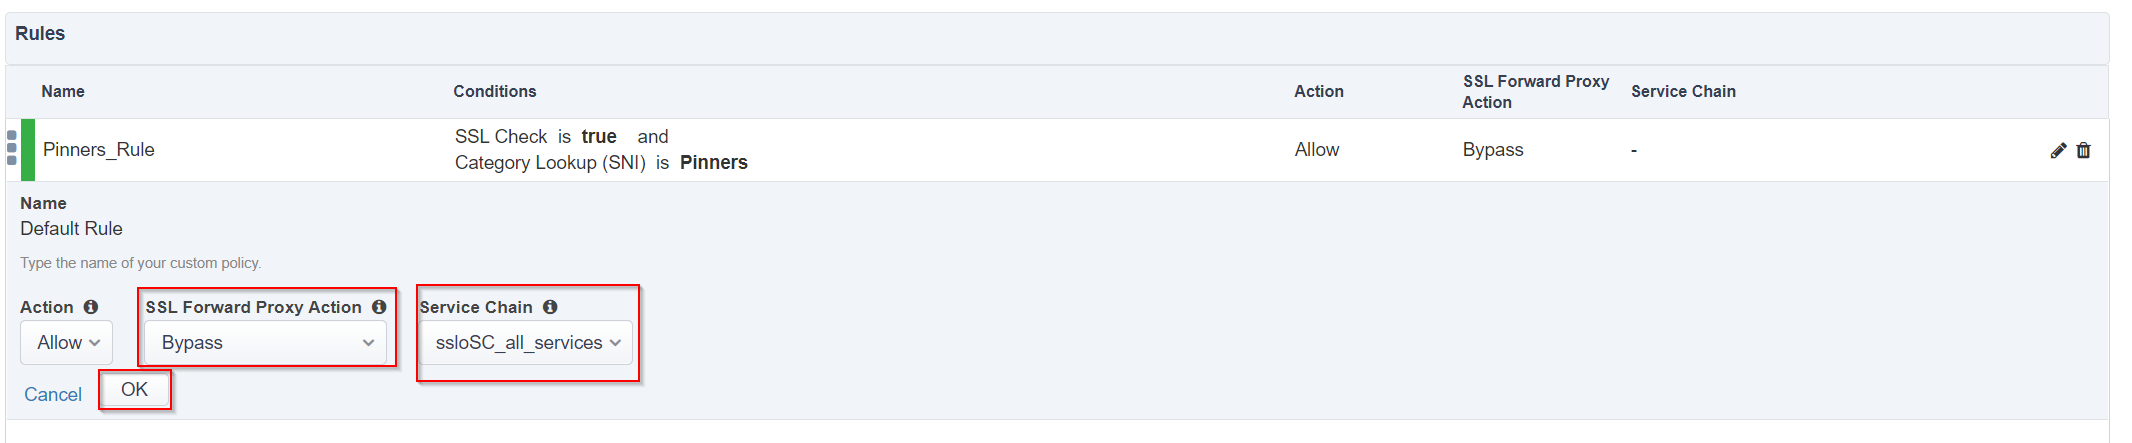 Rules
Name Conditions Action SSL Forward Proxy Action Service Chain
Pinners_Rule SSL Check is true and Allow Bypass -
Category Lookup (SNI) is Pinners
Name
Default Rule
Type the name of your custom policy.
Action SSL Forward Proxy Action Service Chain
Allow Bypass ssloSC_all_services
Cancel OK